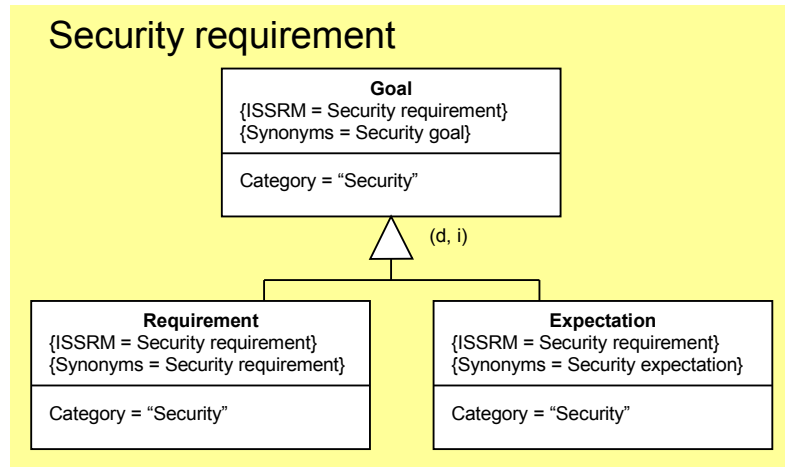 Security requirement
Goal
{ISSRM = Security requirement}
{Synonyms = Security goal}
Category = “Security”
(d, i)
Requirement
{ISSRM = Security requirement}
{Synonyms = Security requirement}
Category = “Security”
Expectation
{ISSRM = Security requirement}
{Synonyms = Security expectation}
Category = “Security”